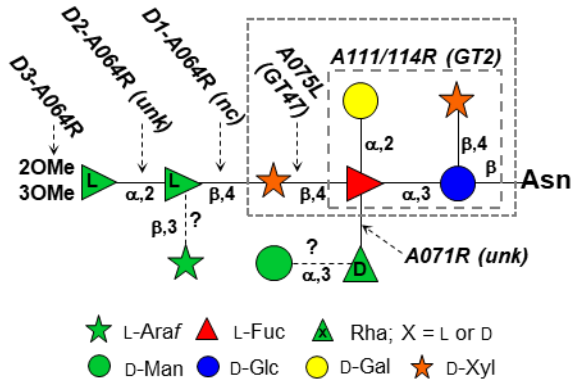 D3-A064R
D2-A064R (unk)
D1-A064R (nc)
A075L
(GT47)
A111/114R (GT2)
2OMe
3OMe
L
α,2
L
β,4
β,4
α,2
α,3
β,4
β
Asn
β,3
?
?
α,3
D
A071R (unk)
L-Araf
L-Fuc
X
Rha; X = L or D
D-Man
D-Glc
D-Gal
D-Xyl